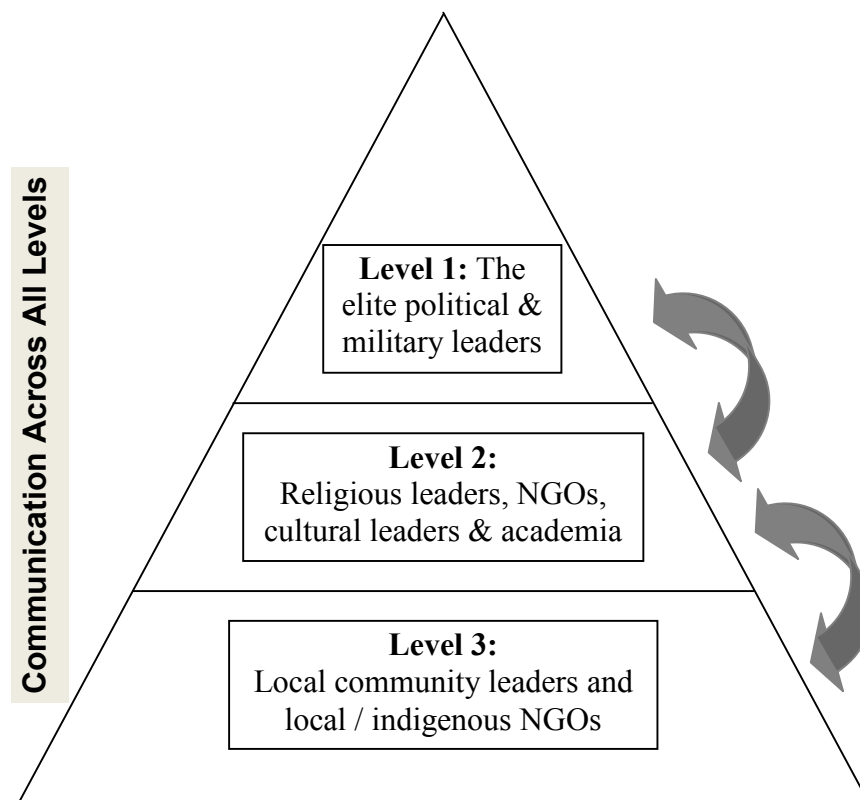 Communication Across All Levels
Level 1: The
elite political &
military leaders
Level 2:
Religious leaders, NGOs,
cultural leaders & academia
Level 3:
Local community leaders and
local / indigenous NGOs